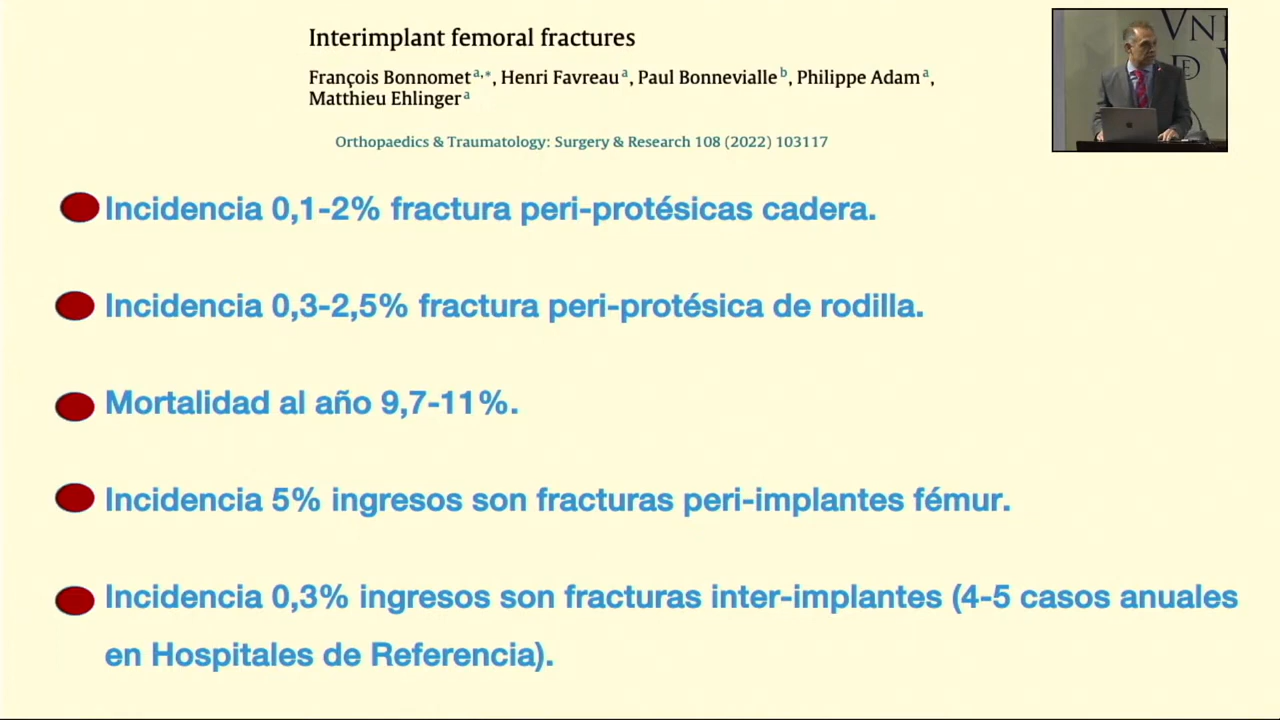 Interimplant femoral fractures
François Bonnomet a,*, Henri Favreau a, Paul Bonnevialle b, Philippe Adam a,
Matthieu Ehlinger a
Orthopaedics & Traumatology: Surgery & Research 108 (2022) 103117
VNI
DE V
Incidencia 0,1-2% fractura peri-protésicas cadera.
Incidencia 0,3-2,5% fractura peri-protésica de rodilla.
Mortalidad al año 9,7-11%.
Incidencia 5% ingresos son fracturas peri-implantes fémur.
Incidencia 0,3% ingresos son fracturas inter-implantes (4-5 casos anuales
en Hospitales de Referencia).